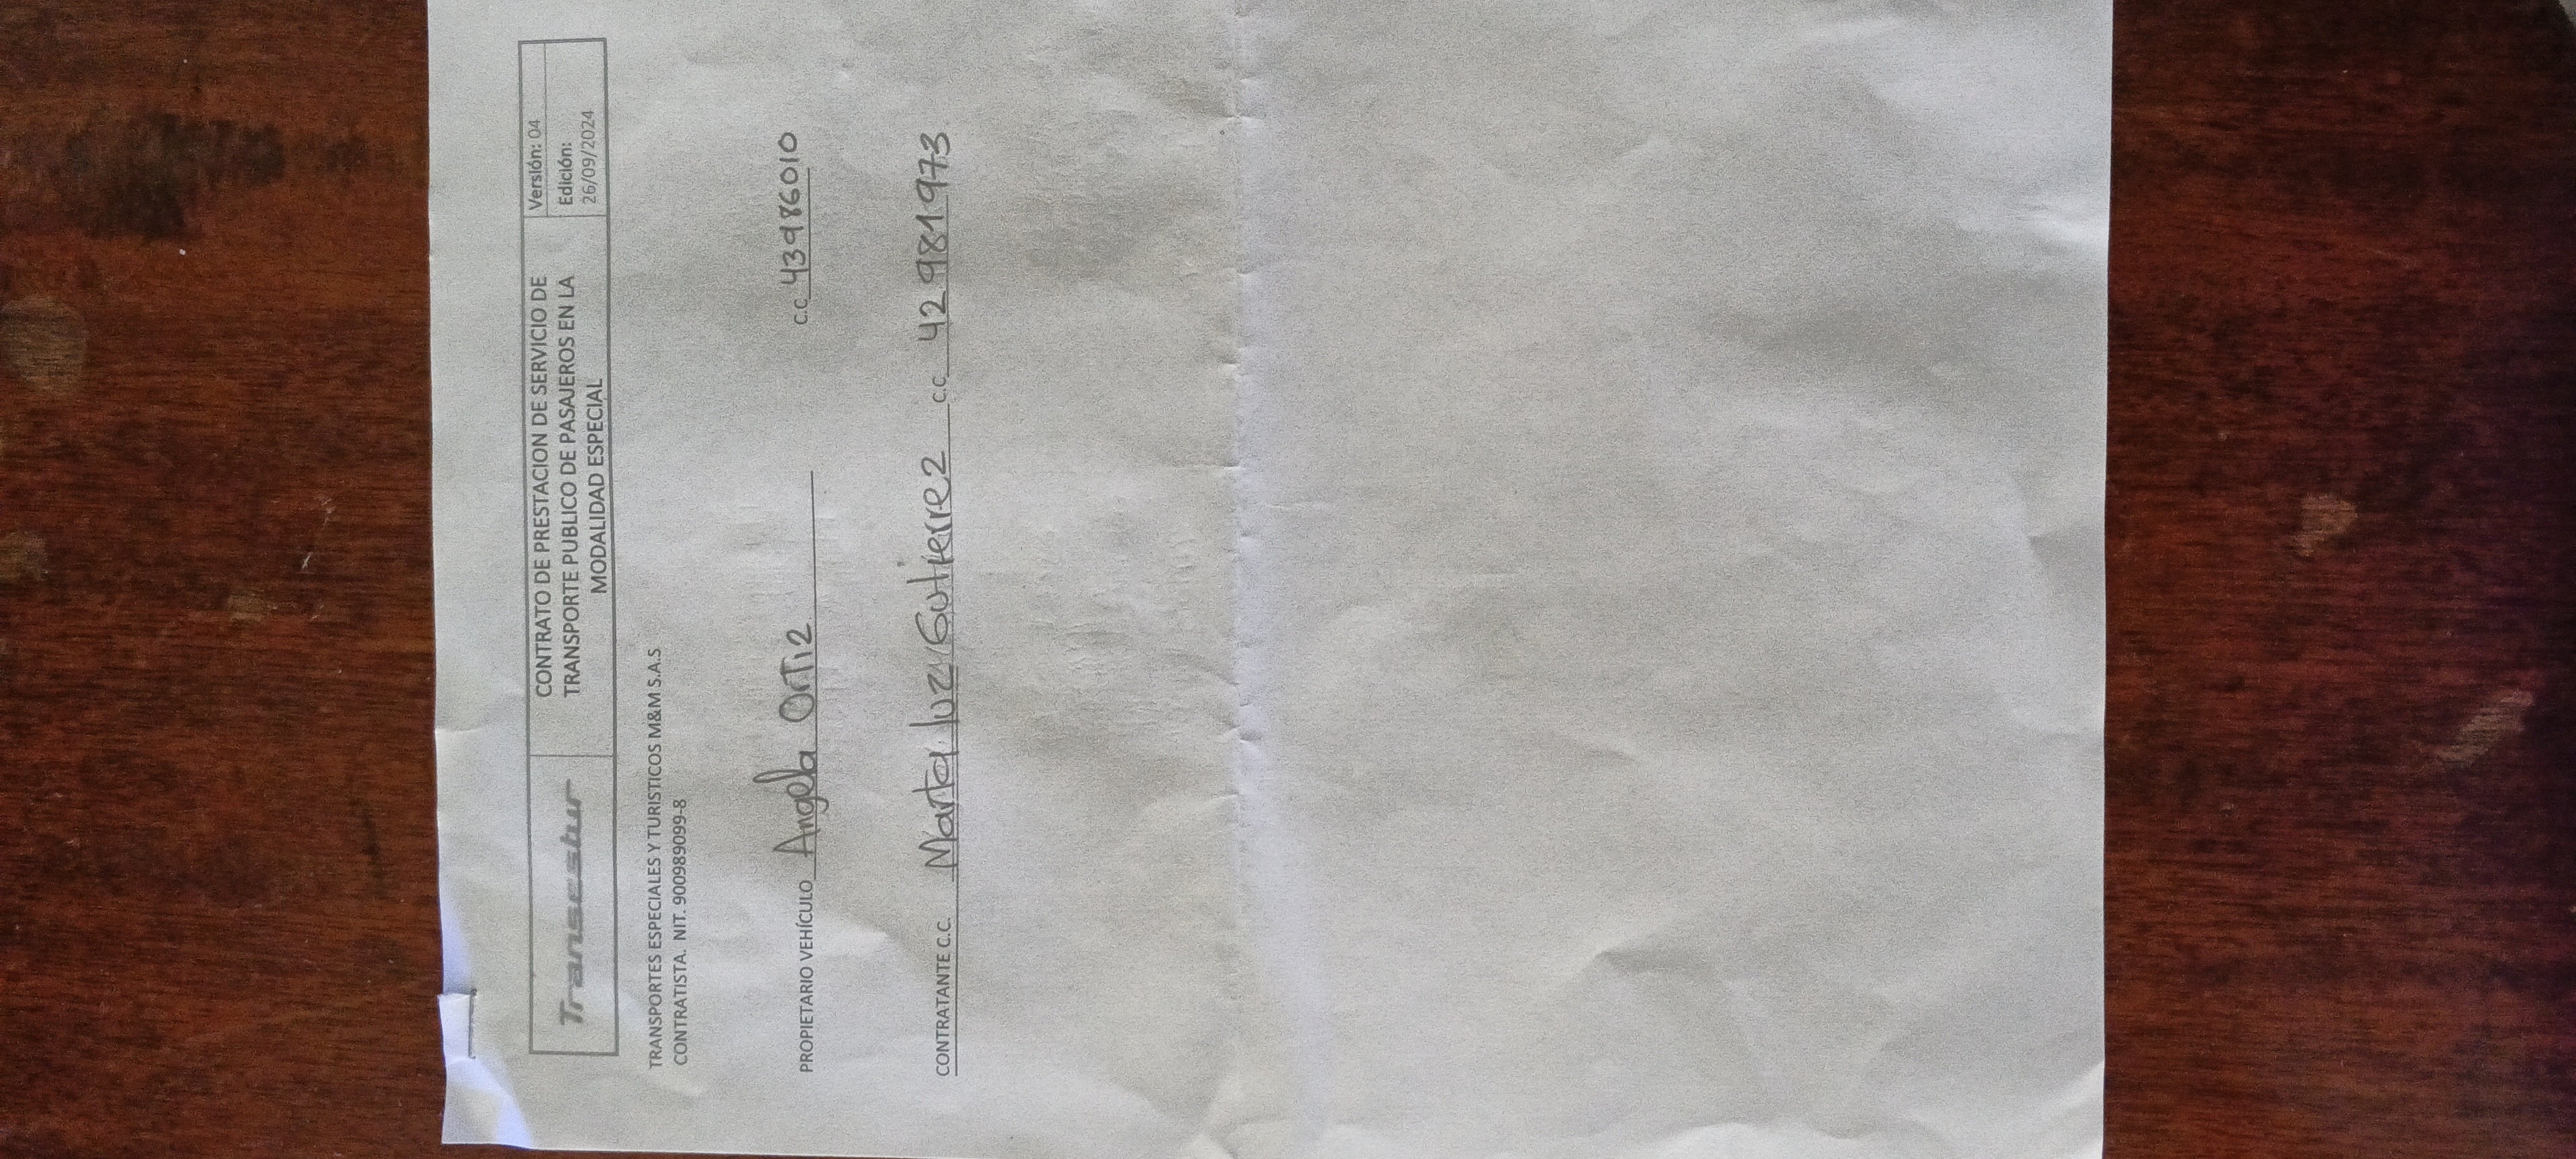 Transestur
CONTRATO DE PRESTACION DE SERVICIO DE
TRANSPORTE PUBLICO DE PASAJEROS EN LA
MODALIDAD ESPECIAL
Versión: 04
Edición:
26/09/2024
TRANSPORTES ESPECIALES Y TURISTICOS M&M S.A.S
CONTRATISTA. NIT. 900989099-8
PROPIETARIO VEHÍCULO Angela Ortiz C.C 43986010
CONTRATANTE C.C. Marta Luz Gutierrez C.C 42981973